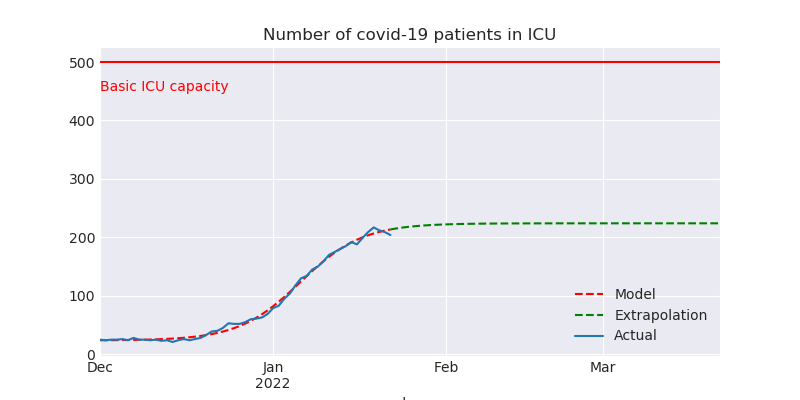 Number of covid-19 patients in ICU
500
Basic ICU capacity
400
300
200
100
0
Model
Extrapolation
Actual
Dec
Jan
2022
Feb
Mar